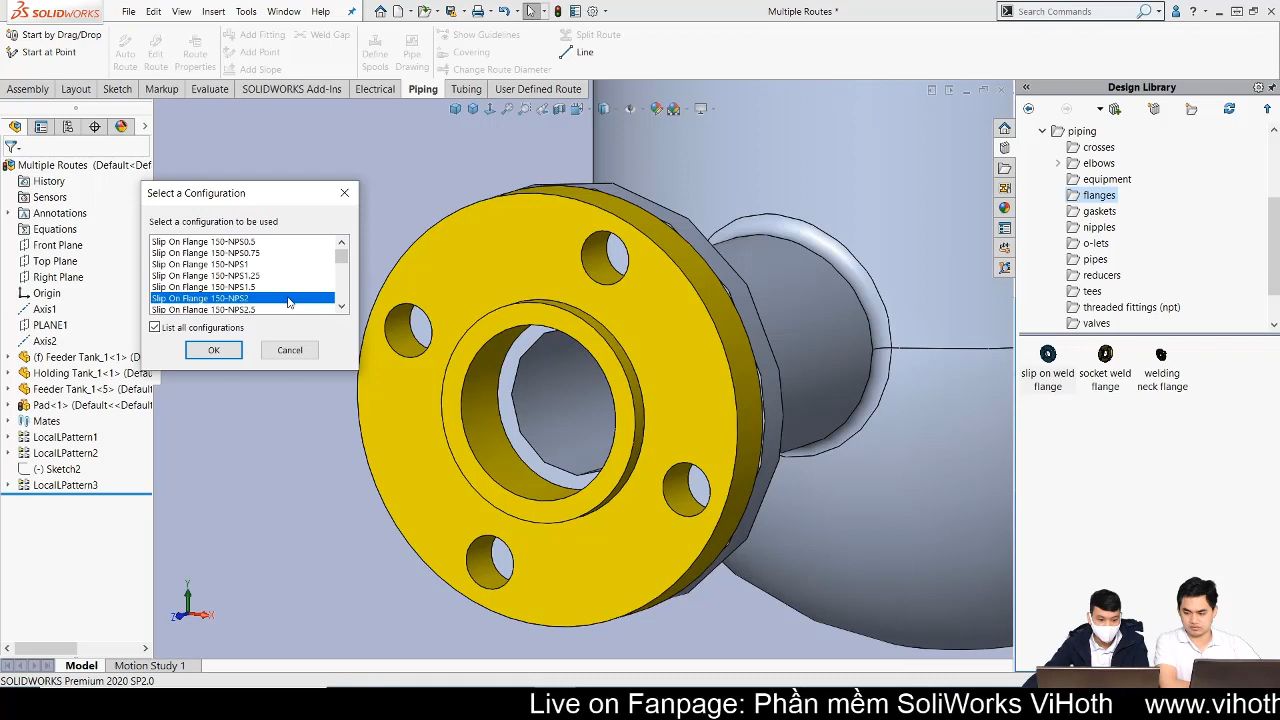 SOLIDWORKS
File
Edit
View
Insert
Tools
Window
Help
Multiple Routes *
Search Commands
Start by Drag/Drop
Start at Point
Auto Route
Edit Route
Route Properties
Add Fitting
Add Point
Add Slope
Weld Gap
Define Spools
Pipe Drawing
Show Guidelines
Covering
Change Route Diameter
Split Route
Line
Assembly
Layout
Sketch
Markup
Evaluate
SOLIDWORKS Add-Ins
Electrical
Piping
Tubing
User Defined Route
Multiple Routes (Default<Def
History
Sensors
Annotations
Equations
Front Plane
Top Plane
Right Plane
Origin
Axis1
PLANE1
Axis2
(f) Feeder Tank_1<1> (Def
Holding Tank_1<1> (Defau
Feeder Tank_1<5> (Default
Pad<1> (Default<<Default
Mates
LocalLPattern1
LocalLPattern2
(-) Sketch2
LocalLPattern3
Select a Configuration
Select a configuration to be used
Slip On Flange 150-NPS0.5
Slip On Flange 150-NPS0.75
Slip On Flange 150-NPS1
Slip On Flange 150-NPS1.25
Slip On Flange 150-NPS1.5
Slip On Flange 150-NPS2
Slip On Flange 150-NPS2.5
List all configurations
OK
Cancel
Y
Z
X
Design Library
piping
crosses
elbows
equipment
flanges
gaskets
nipples
o-lets
pipes
reducers
tees
threaded fittings (npt)
valves
slip on weld flange
socket weld flange
welding neck flange
Model
Motion Study 1
SOLIDWORKS Premium 2020 SP2.0
Live on Fanpage: Phần mềm SoliWorks ViHoth www.vihoth